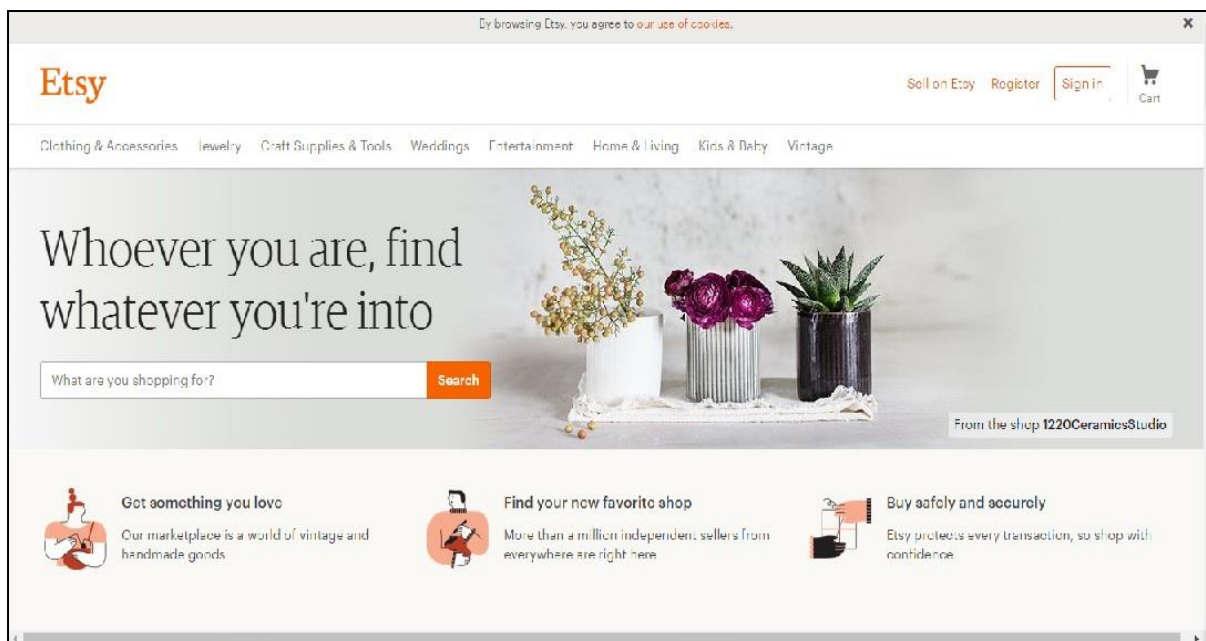 By browsing Etsy, you agree to our use of cookies.
Etsy
Sell on Etsy Register Sign in
Cart
Clothing & Accessories Jewelry Craft Supplies & Tools Weddings Entertainment Home & Living Kids & Baby Vintage
Whoever you are, find
whatever you're into
What are you shopping for? Search
From the shop 1220CeramicsStudio
Get something you love
Our marketplace is a world of vintage and
handmade goods
Find your new favorite shop
More than a million independent sellers from
everywhere are right here
Buy safely and securely
Etsy protects every transaction, so shop with
confidence